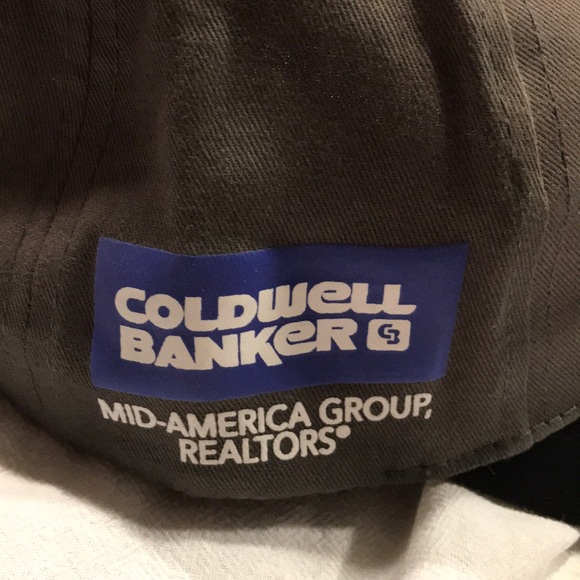 COLDWELL
BANKER CB
MID-AMERICA GROUP,
REALTORS®